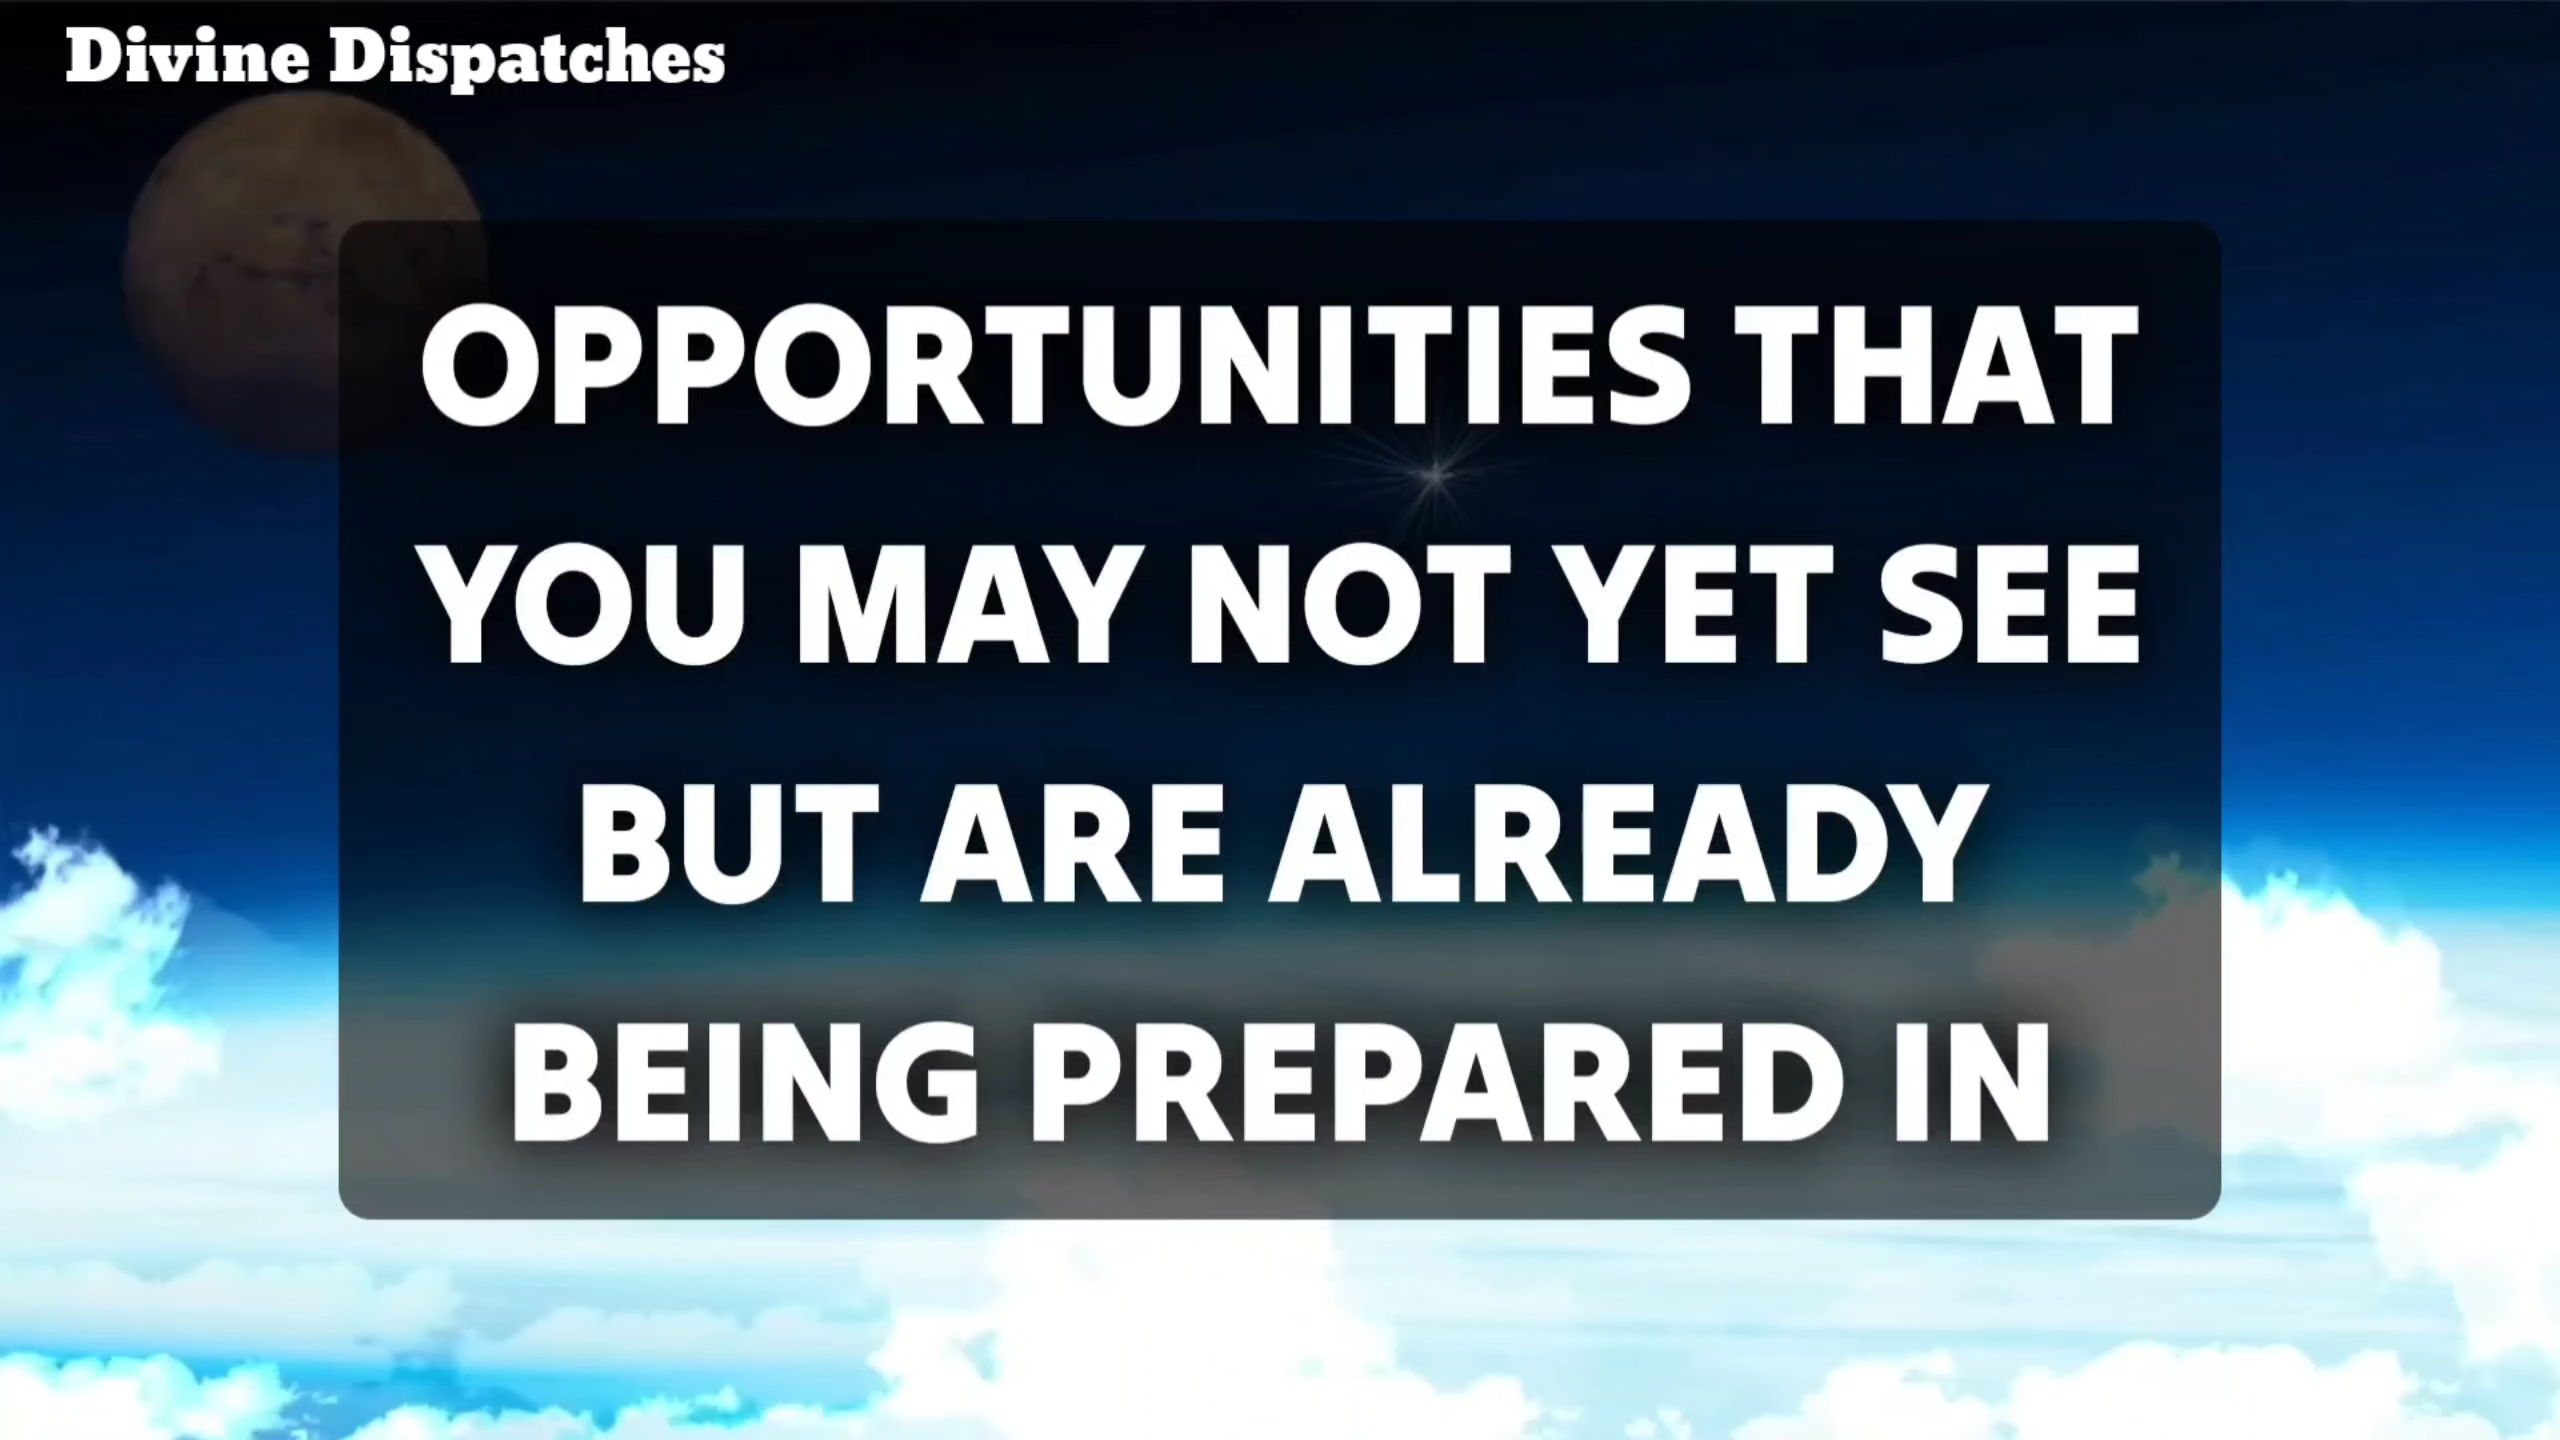 Divine Dispatches
OPPORTUNITIES THAT
YOU MAY NOT YET SEE
BUT ARE ALREADY
BEING PREPARED IN